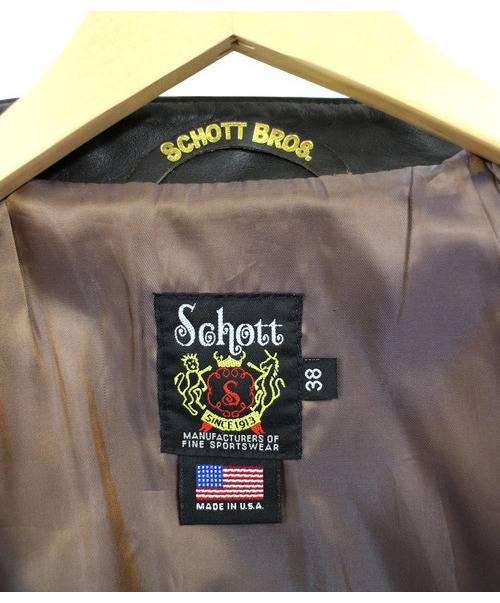 SCHOTT BROS.
Schott
S
SINCE 1913
MANUFACTURERS OF
FINE SPORTSWEAR
38
MADE IN U.S.A.